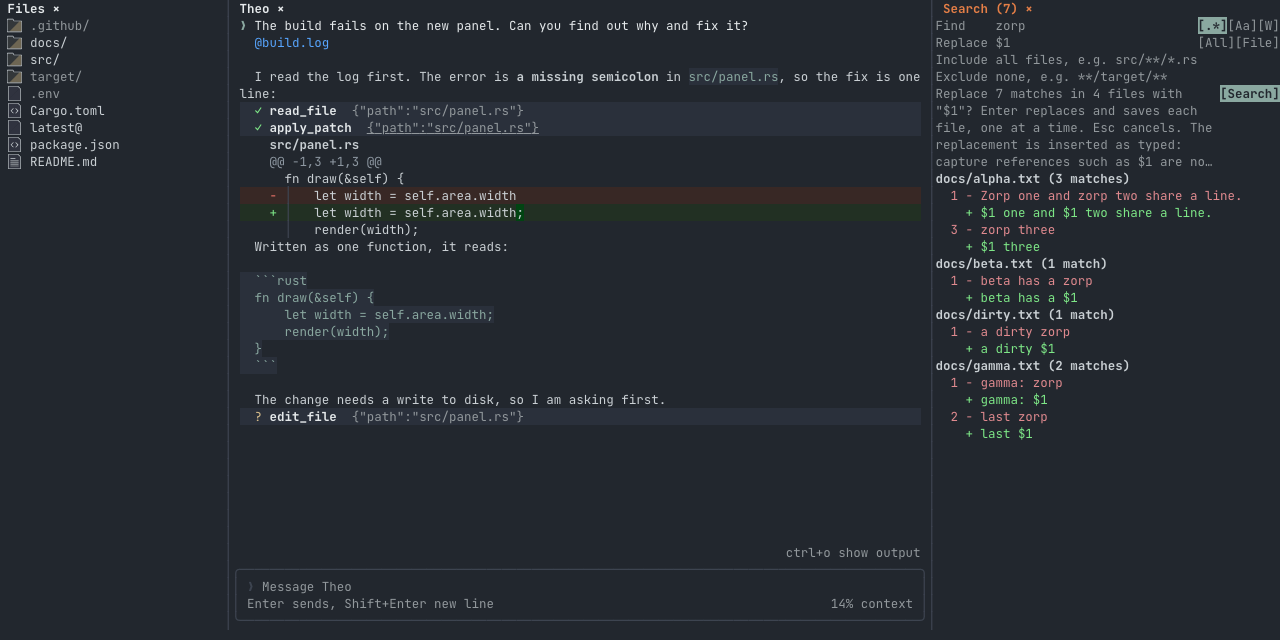 Files ×
.github/
docs/
src/
target/
.env
Cargo.toml
latest@
package.json
README.md
Theo ×
❯ The build fails on the new panel. Can you find out why and fix it?
@build.log
I read the log first. The error is a missing semicolon in src/panel.rs, so the fix is one
line:
✓ read_file {"path":"src/panel.rs"}
✓ apply_patch {"path":"src/panel.rs"}
src/panel.rs
@@ -1,3 +1,3 @@
fn draw(&self) {
- let width = self.area.width
+ let width = self.area.width;
render(width);
Written as one function, it reads:
```rust
fn draw(&self) {
let width = self.area.width;
render(width);
}
```
The change needs a write to disk, so I am asking first.
? edit_file {"path":"src/panel.rs"}
ctrl+o show output
❯ Message Theo
Enter sends, Shift+Enter new line 14% context
Search (7) ×
Find zorp [.*][Aa][W]
Replace $1 [All][File]
Include all files, e.g. src/**/*.rs
Exclude none, e.g. **/target/**
Replace 7 matches in 4 files with [Search]
"$1"? Enter replaces and saves each
file, one at a time. Esc cancels. The
replacement is inserted as typed:
capture references such as $1 are no…
docs/alpha.txt (3 matches)
1 - Zorp one and zorp two share a line.
+ $1 one and $1 two share a line.
3 - zorp three
+ $1 three
docs/beta.txt (1 match)
1 - beta has a zorp
+ beta has a $1
docs/dirty.txt (1 match)
1 - a dirty zorp
+ a dirty $1
docs/gamma.txt (2 matches)
1 - gamma: zorp
+ gamma: $1
2 - last zorp
+ last $1